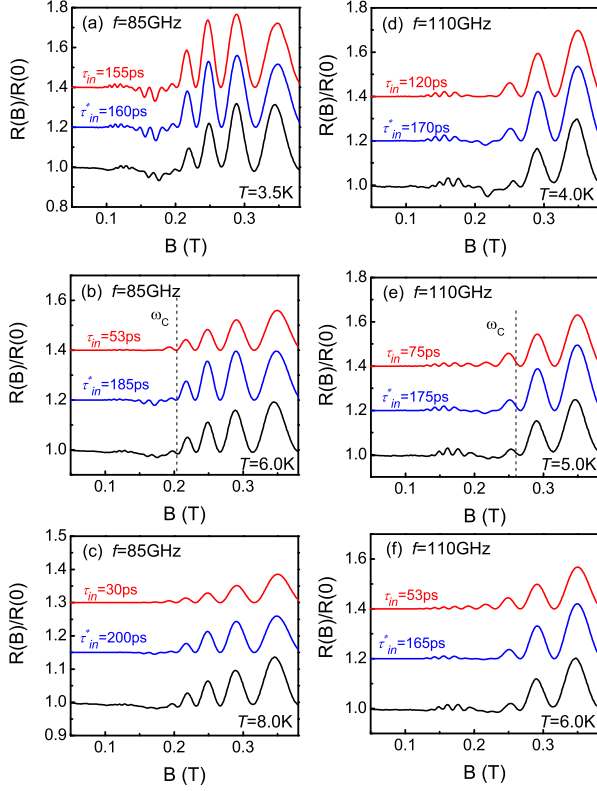 (a) f=85GHz
R(B)/R(0)
1.8
1.6
1.4
1.2
1.0
0.8
τin=155ps
τ*in=160ps
T=3.5K
0.1 0.2 0.3
B (T)
(d) f=110GHz
R(B)/R(0)
1.8
1.6
1.4
1.2
1.0
τin=120ps
τ*in=170ps
T=4.0K
0.1 0.2 0.3
B (T)
(b) f=85GHz
R(B)/R(0)
1.6
1.4
1.2
1.0
ωC
τin=53ps
τ*in=185ps
T=6.0K
0.1 0.2 0.3
B (T)
(e) f=110GHz
R(B)/R(0)
1.8
1.6
1.4
1.2
1.0
ωC
τin=75ps
τ*in=175ps
T=5.0K
0.1 0.2 0.3
B (T)
(c) f=85GHz
R(B)/R(0)
1.5
1.4
1.3
1.2
1.1
1.0
0.9
τin=30ps
τ*in=200ps
T=8.0K
0.1 0.2 0.3
B (T)
(f) f=110GHz
R(B)/R(0)
1.6
1.4
1.2
1.0
τin=53ps
τ*in=165ps
T=6.0K
0.1 0.2 0.3
B (T)